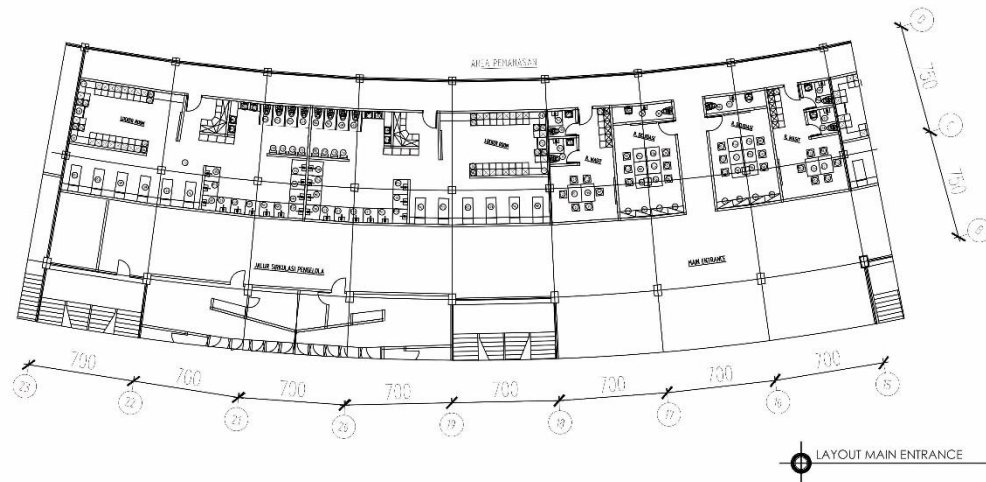 AREA PEMANASAN
LOCKER ROOM
LOCKER ROOM
R. WASIT
R. WASIT
JALUR SIRKULASI PENGELOLA
MAIN ENTRANCE
D
750
C
750
B
700
700
700
700
700
700
700
700
23
22
21
20
19
18
17
16
15
LAYOUT MAIN ENTRANCE